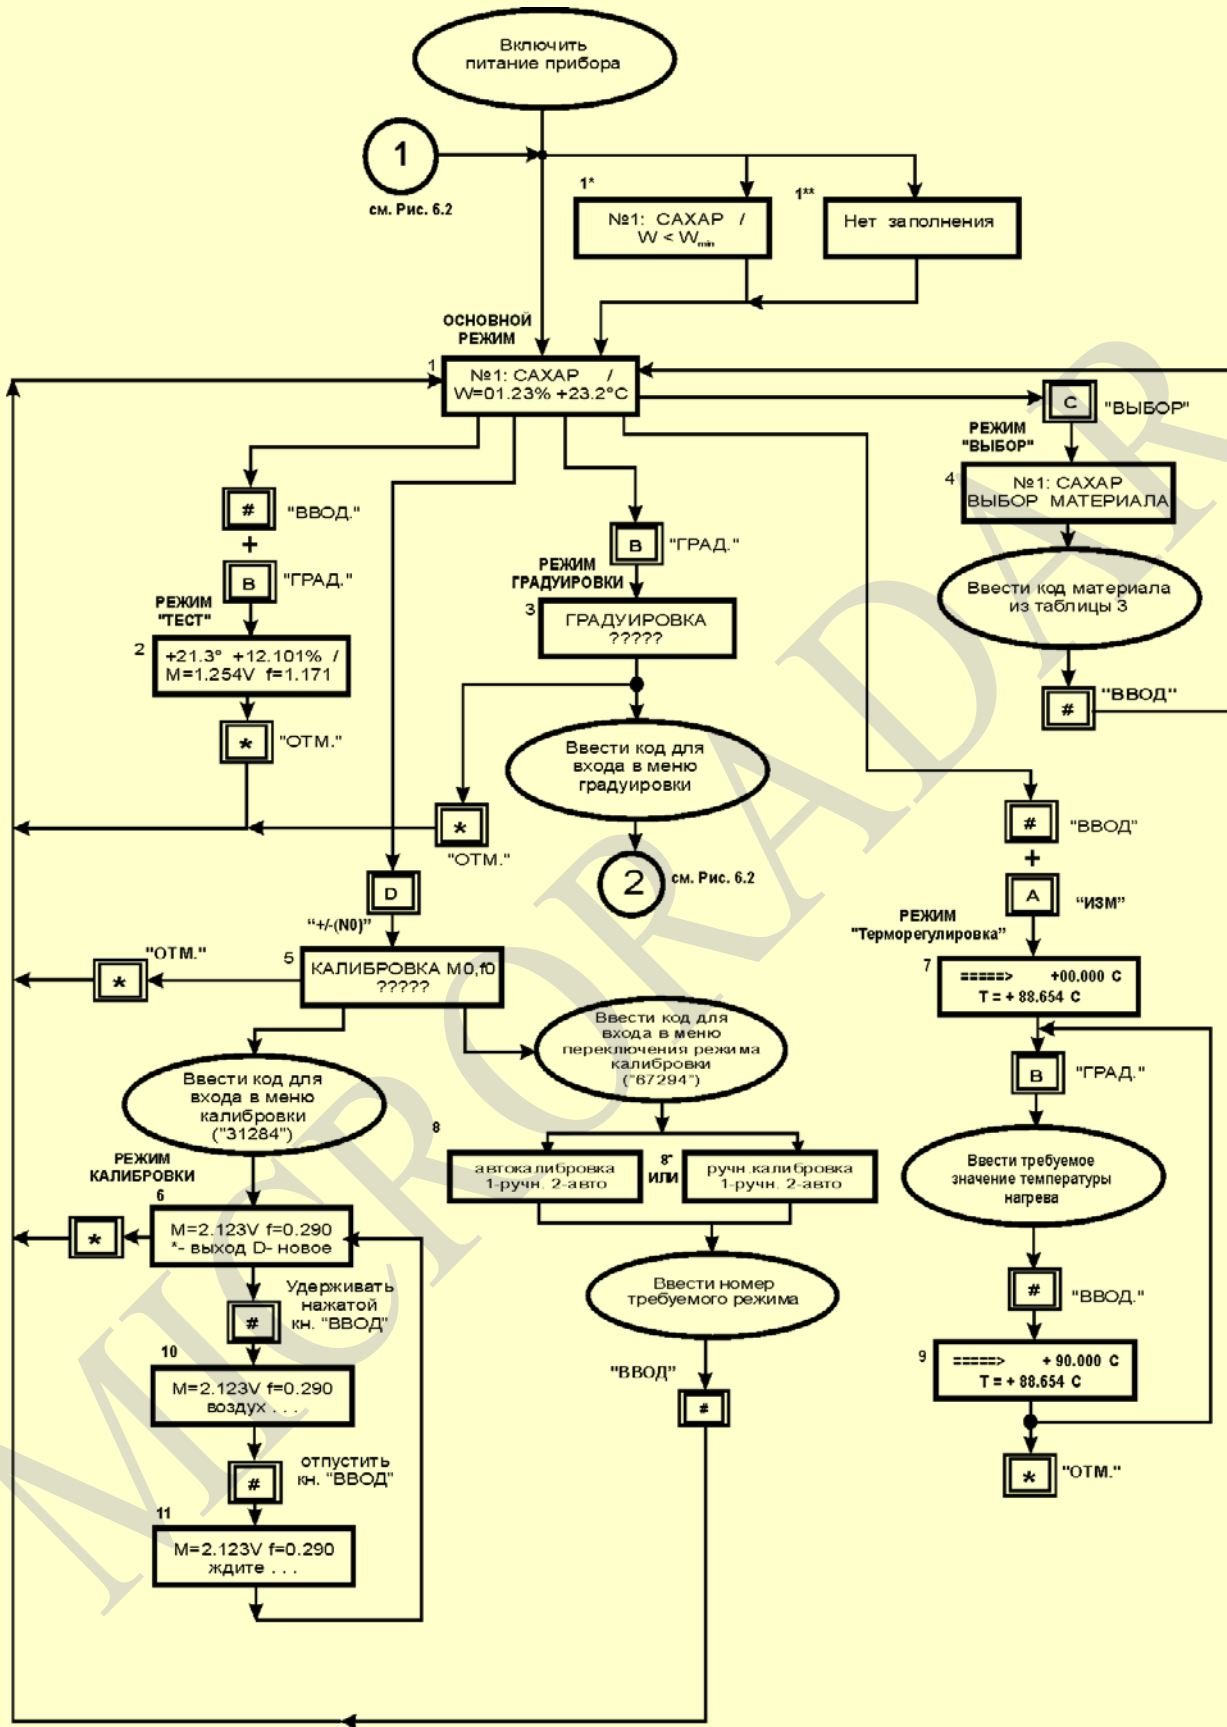 Включить
питание прибора
1
см. Рис. 6.2
1*
№1: САХАР /
W < Wmin
1**
Нет заполнения
ОСНОВНОЙ
РЕЖИМ
1
№1: САХАР /
W=01.23% +23.2°C
C
"ВЫБОР"
РЕЖИМ
"ВЫБОР"
4
№1: САХАР
ВЫБОР МАТЕРИАЛА
Ввести код материала
из таблицы 3
#
"ВВОД"
#
"ВВОД."
+
B
"ГРАД."
РЕЖИМ
"ТЕСТ"
2
+21.3° +12.101% /
M=1.254V f=1.171
*
"ОТМ."
B
"ГРАД."
РЕЖИМ
ГРАДУИРОВКИ
3
ГРАДУИРОВКА
?????
Ввести код для
входа в меню
градуировки
*
"ОТМ."
2
см. Рис. 6.2
D
"+/-(N0)"
5
КАЛИБРОВКА M0,f0
?????
"ОТМ."
*
Ввести код для
входа в меню
калибровки
("31284")
Ввести код для
входа в меню
переключения режима
калибровки
("67294")
8
автокалибровка
1-ручн. 2-авто
8*
ИЛИ
ручн.калибровка
1-ручн. 2-авто
Ввести номер
требуемого режима
"ВВОД"
#
РЕЖИМ
КАЛИБРОВКИ
6
M=2.123V f=0.290
*- выход D- новое
*
Удерживать
нажатой
кн. "ВВОД"
#
10
M=2.123V f=0.290
воздух . . .
отпустить
кн. "ВВОД"
#
11
M=2.123V f=0.290
ждите . . .
#
"ВВОД"
+
A
"ИЗМ"
РЕЖИМ
"Терморегулировка"
7
=====> +00.000 C
T = + 88.654 C
B
"ГРАД."
Ввести требуемое
значение температуры
нагрева
#
"ВВОД."
9
=====> + 90.000 C
T = + 88.654 C
*
"ОТМ."
MICRORADAR